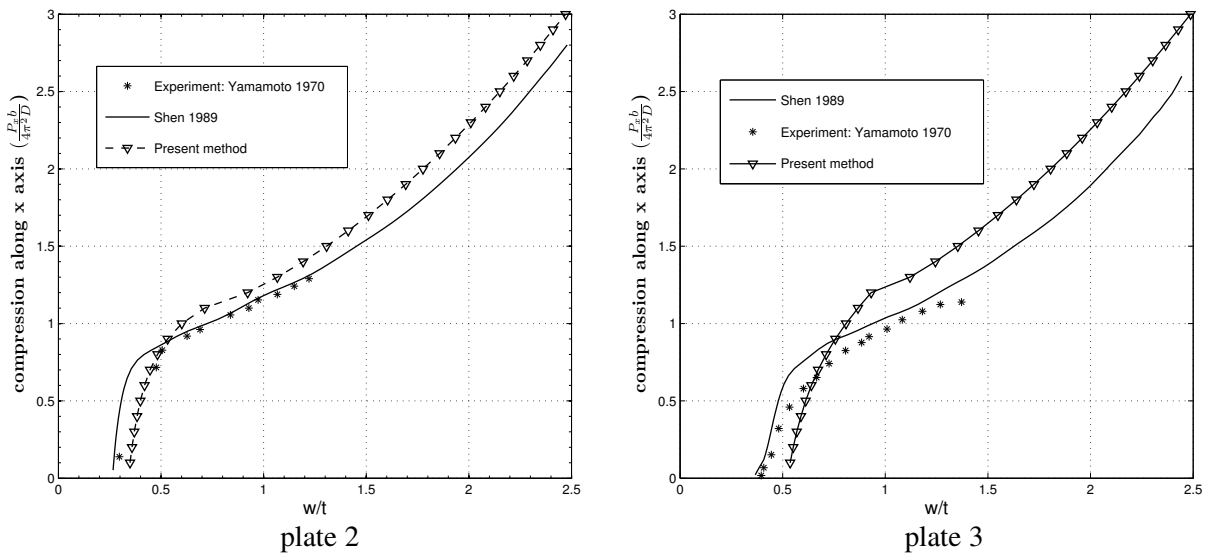 3
2.5
2
1.5
1
0.5
0
0 0.5 1 1.5 2 2.5
compression along x axis (P_x b / 4π²D)
w/t
Experiment: Yamamoto 1970
Shen 1989
Present method
plate 2
3
2.5
2
1.5
1
0.5
0
0 0.5 1 1.5 2 2.5
compression along x axis (P_x b / 4π²D)
w/t
Shen 1989
Experiment: Yamamoto 1970
Present method
plate 3